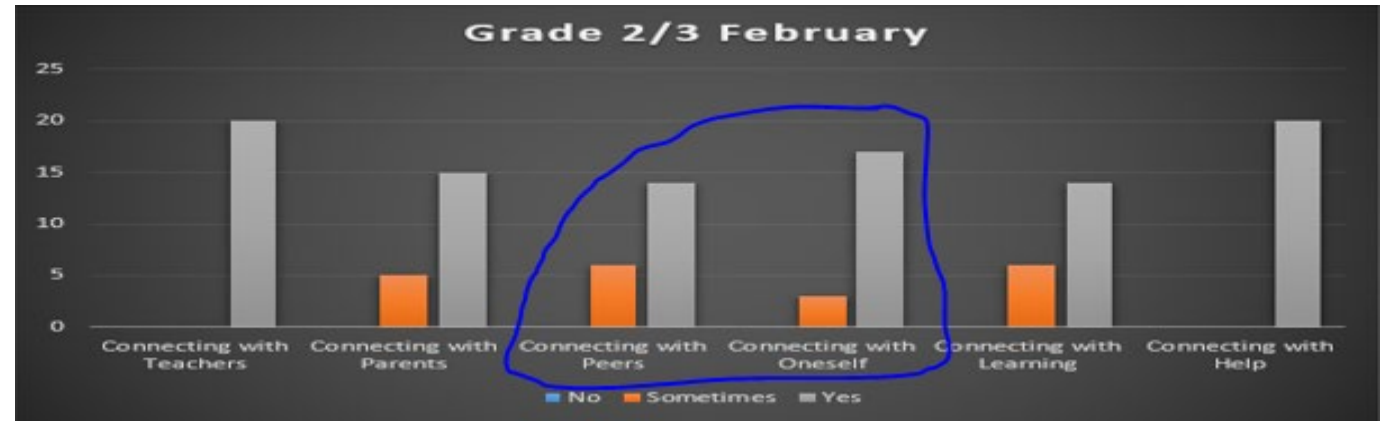 Grade 2/3 February
25
20
15
10
5
0
Connecting with Teachers
Connecting with Parents
Connecting with Peers
Connecting with Oneself
Connecting with Learning
Connecting with Help
No Sometimes Yes